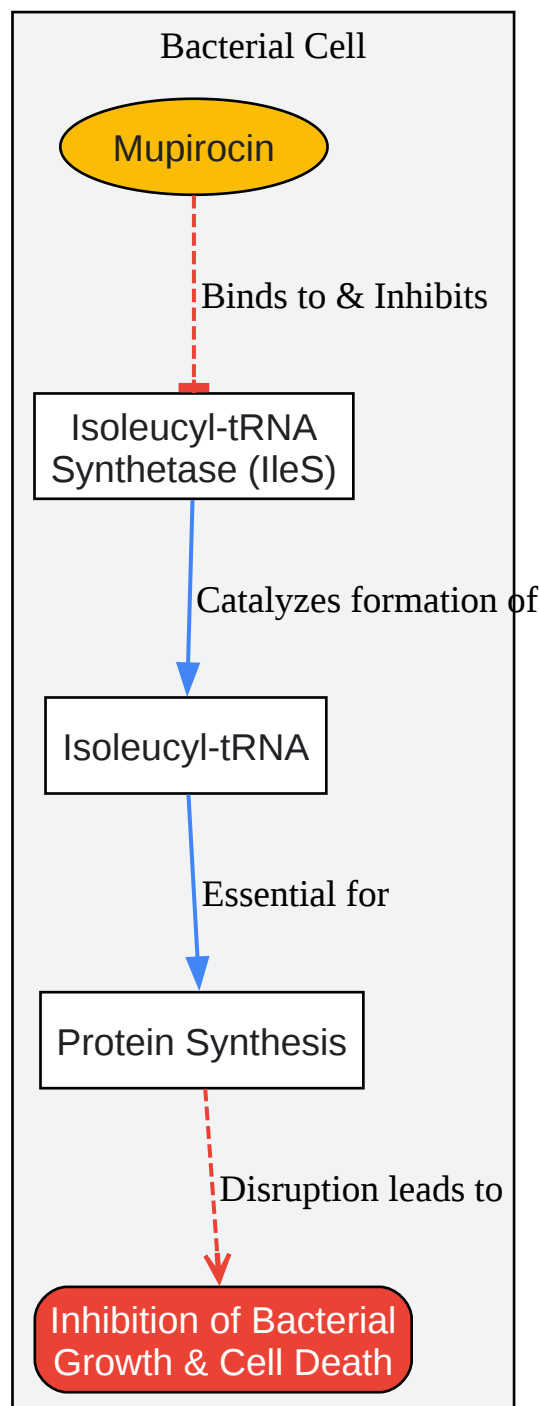 Bacterial Cell
Mupirocin
Binds to & Inhibits
Isoleucyl-tRNA
Synthetase (IleS)
Catalyzes formation of
Isoleucyl-tRNA
Essential for
Protein Synthesis
Disruption leads to
Inhibition of Bacterial
Growth & Cell Death